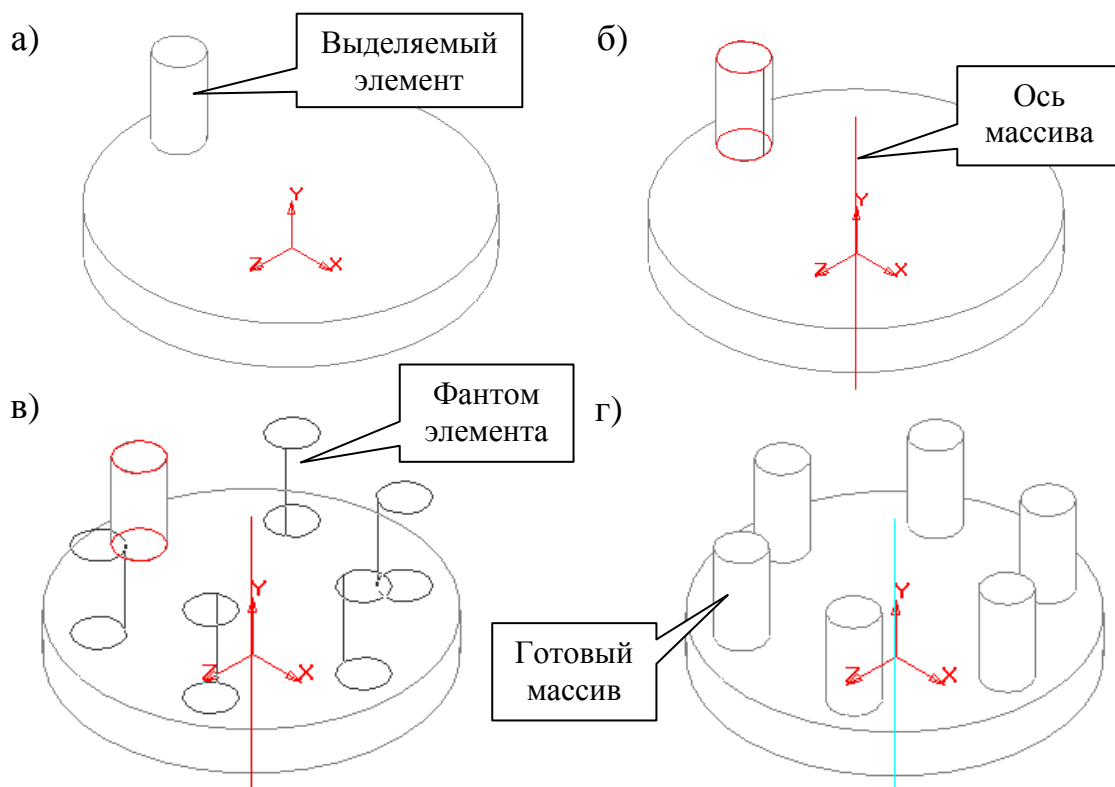 а)
Выделяемый
элемент
Y
Z
X
б)
Ось
массива
Y
Z
X
в)
Фантом
элемента
Y
Z
X
г)
Готовый
массив
Y
Z
X